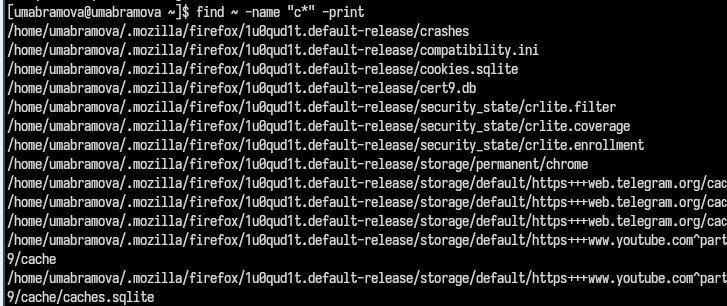 [umabramova@umabramova ~]$ find ~ -name "c*" -print
/home/umabramova/.mozilla/firefox/1u0qud1t.default-release/crashes
/home/umabramova/.mozilla/firefox/1u0qud1t.default-release/compatibility.ini
/home/umabramova/.mozilla/firefox/1u0qud1t.default-release/cookies.sqlite
/home/umabramova/.mozilla/firefox/1u0qud1t.default-release/cert9.db
/home/umabramova/.mozilla/firefox/1u0qud1t.default-release/security_state/crlite.filter
/home/umabramova/.mozilla/firefox/1u0qud1t.default-release/security_state/crlite.coverage
/home/umabramova/.mozilla/firefox/1u0qud1t.default-release/security_state/crlite.enrollment
/home/umabramova/.mozilla/firefox/1u0qud1t.default-release/storage/permanent/chrome
/home/umabramova/.mozilla/firefox/1u0qud1t.default-release/storage/default/https+++web.telegram.org/cac
/home/umabramova/.mozilla/firefox/1u0qud1t.default-release/storage/default/https+++web.telegram.org/cac
/home/umabramova/.mozilla/firefox/1u0qud1t.default-release/storage/default/https+++web.telegram.org/cac
/home/umabramova/.mozilla/firefox/1u0qud1t.default-release/storage/default/https+++www.youtube.com^part
9/cache
/home/umabramova/.mozilla/firefox/1u0qud1t.default-release/storage/default/https+++www.youtube.com^part
9/cache/caches.sqlite